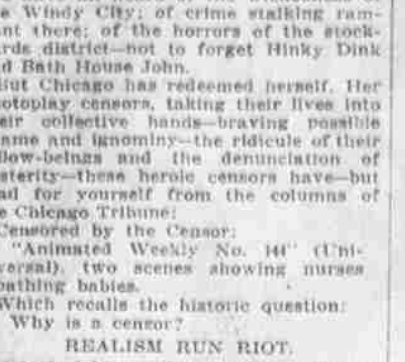 Windy City; of crime stalking ram-
ant there; of the horrors of the stock-
ards district—not to forget Hinky Dink
d Bath House John.
But Chicago has redeemed herself. Her
otoplay censors, taking their lives into
eir collective hands—braving possible
ame and ignominy—the ridicule of their
llow-beings and the denunciation of
sterity—these heroic censors have—but
ad for yourself from the columns of
e Chicago Tribune:
Censored by the Censor:
"Animated Weekly No. 144" (Uni-
versal), two scenes showing nurses
bathing babies.
Which recalls the historic question:
Why is a censor?
REALISM RUN RIOT.